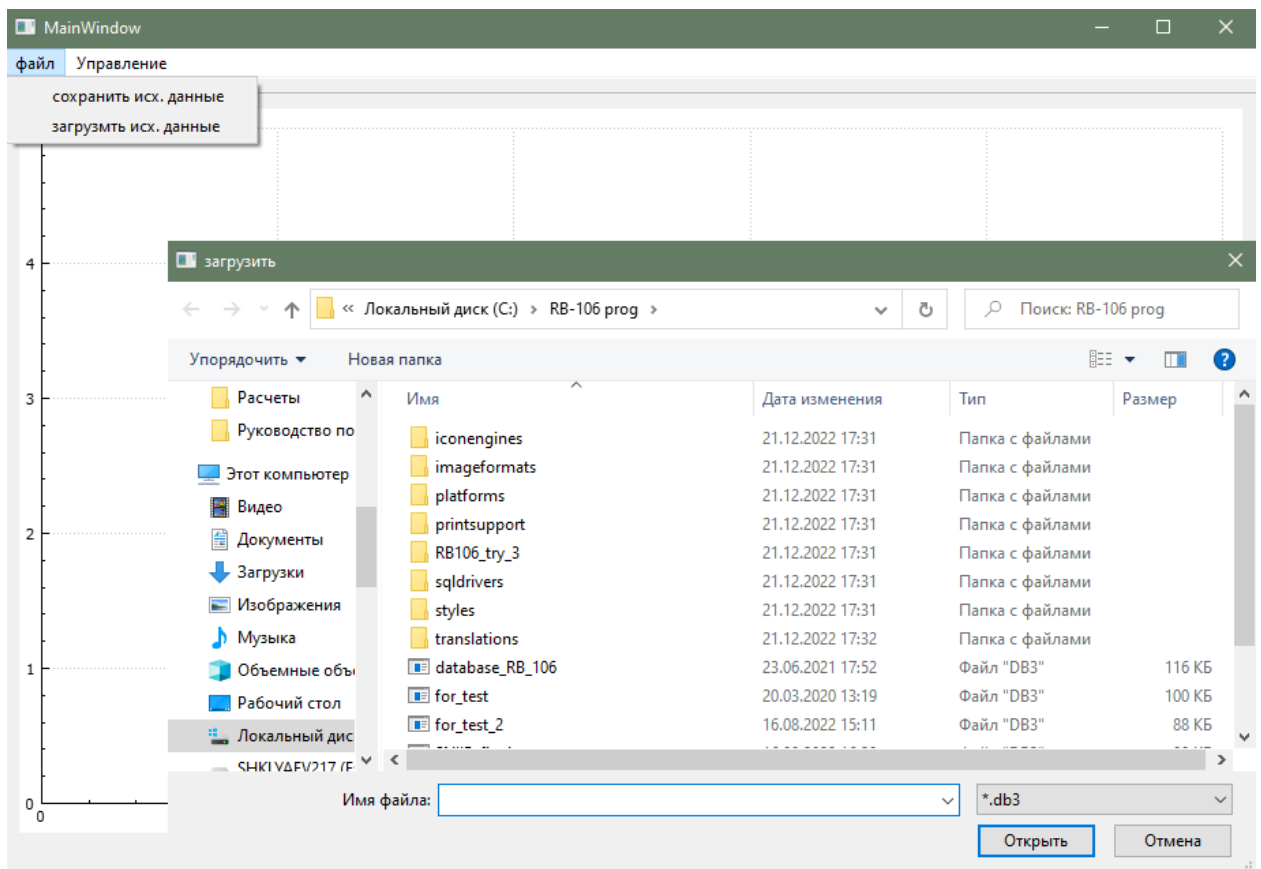 MainWindow
файл Управление
сохранить исх. данные
загрузмть исх. данные
4
3
2
1
0
0
загрузить
« Локальный диск (C:) > RB-106 prog >
Поиск: RB-106 prog
Упорядочить Новая папка
?
Расчеты
Руководство по
Этот компьютер
Видео
Документы
Загрузки
Изображения
Музыка
Объемные объ
Рабочий стол
Локальный дис
SHKLYAEV217 (E
Имя Дата изменения Тип Размер
iconengines 21.12.2022 17:31 Папка с файлами
imageformats 21.12.2022 17:31 Папка с файлами
platforms 21.12.2022 17:31 Папка с файлами
printsupport 21.12.2022 17:31 Папка с файлами
RB106_try_3 21.12.2022 17:31 Папка с файлами
sqldrivers 21.12.2022 17:31 Папка с файлами
styles 21.12.2022 17:31 Папка с файлами
translations 21.12.2022 17:32 Папка с файлами
database_RB_106 23.06.2021 17:52 Файл "DB3" 116 КБ
for_test 20.03.2020 13:19 Файл "DB3" 100 КБ
for_test_2 16.08.2022 15:11 Файл "DB3" 88 КБ
Имя файла: *.db3
Открыть Отмена